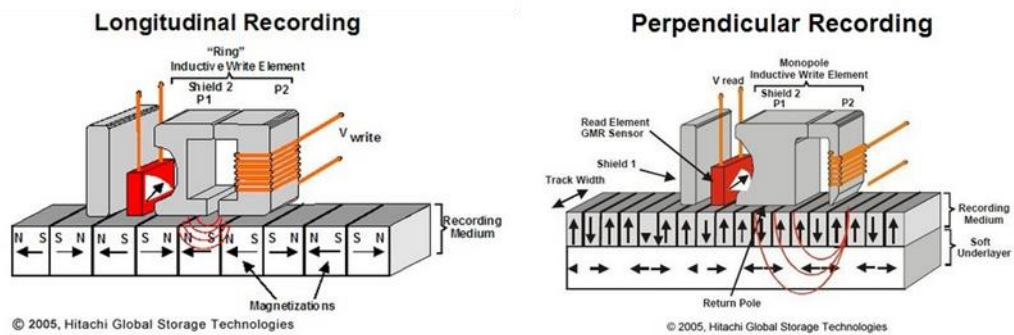 Longitudinal Recording
"Ring"
Inductive Write Element
Shield 2
P1
P2
V write
Recording
Medium
N S S N N S S N N S N S S N N S S N
Magnetizations
© 2005, Hitachi Global Storage Technologies
Perpendicular Recording
Monopole
Inductive Write Element
V read
Shield 2
P1
P2
Read Element
GMR Sensor
Shield 1
Track Width
Recording
Medium
Soft
Underlayer
Return Pole
© 2005, Hitachi Global Storage Technologies